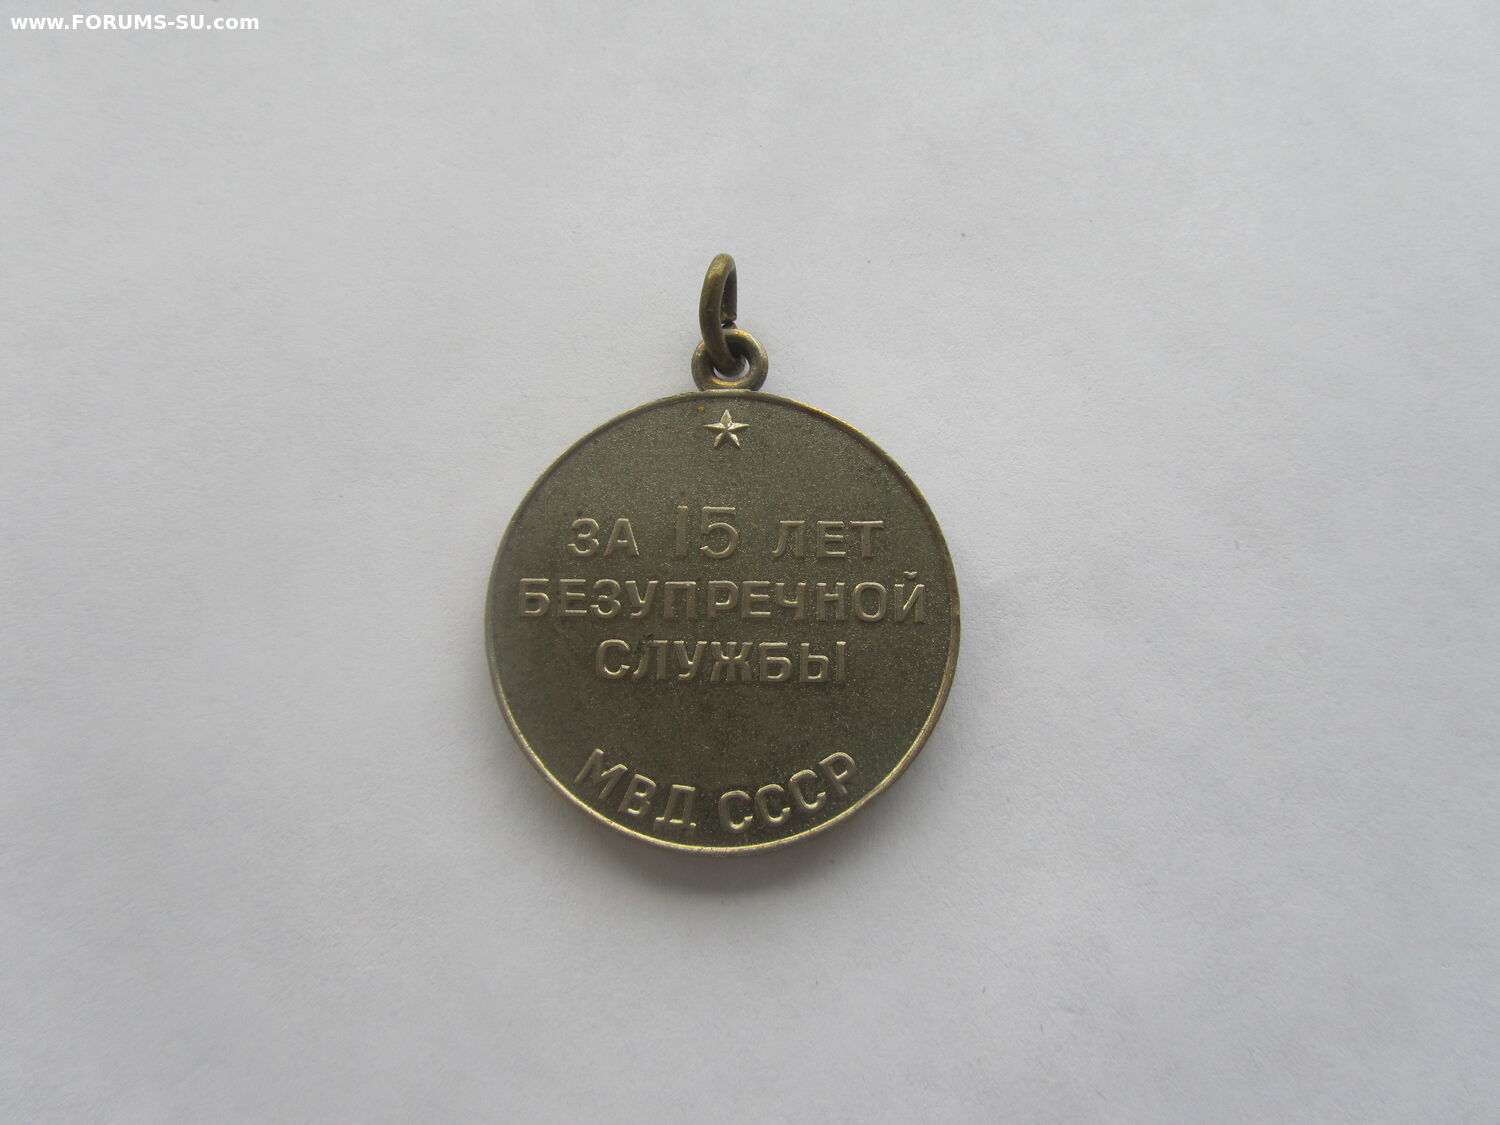 www.FORUMS-SU.com
ЗА 15 ЛЕТ
БЕЗУПРЕЧНОЙ
СЛУЖБЫ
МВД СССР